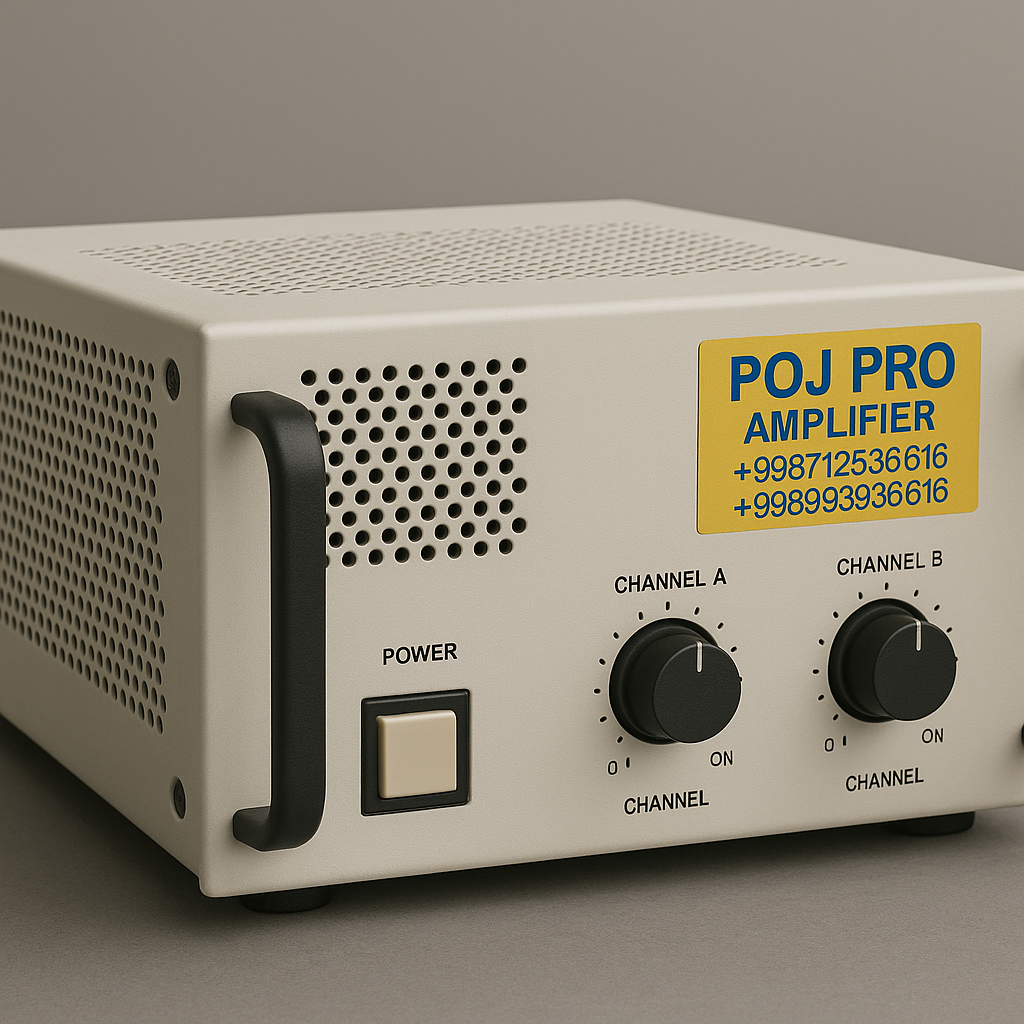 POJ PRO
AMPLIFIER
+998712536616
+998993936616
CHANNEL A
CHANNEL B
POWER
0
ON
0
ON
CHANNEL
CHANNEL